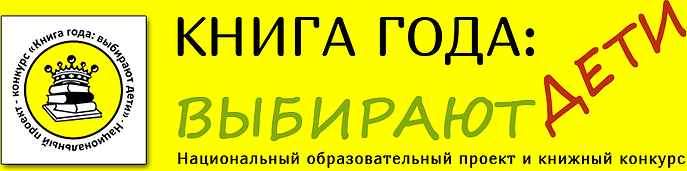 Национальный проект - конкурс «Книга года: выбирают дети» ·
КНИГА ГОДА:
ВЫБИРАЮТ ДЕТИ
Национальный образовательный проект и книжный конкурс